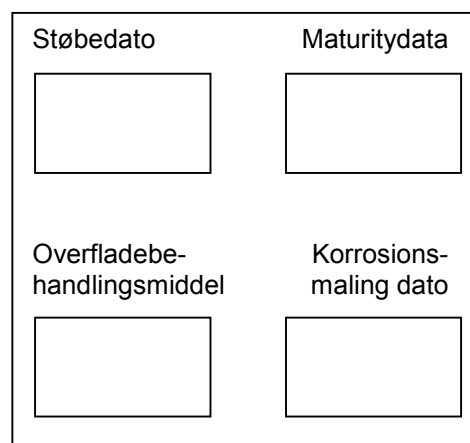 Støbedato
Maturitydata
Overfladebe-
handlingsmiddel
Korrosions-
maling dato